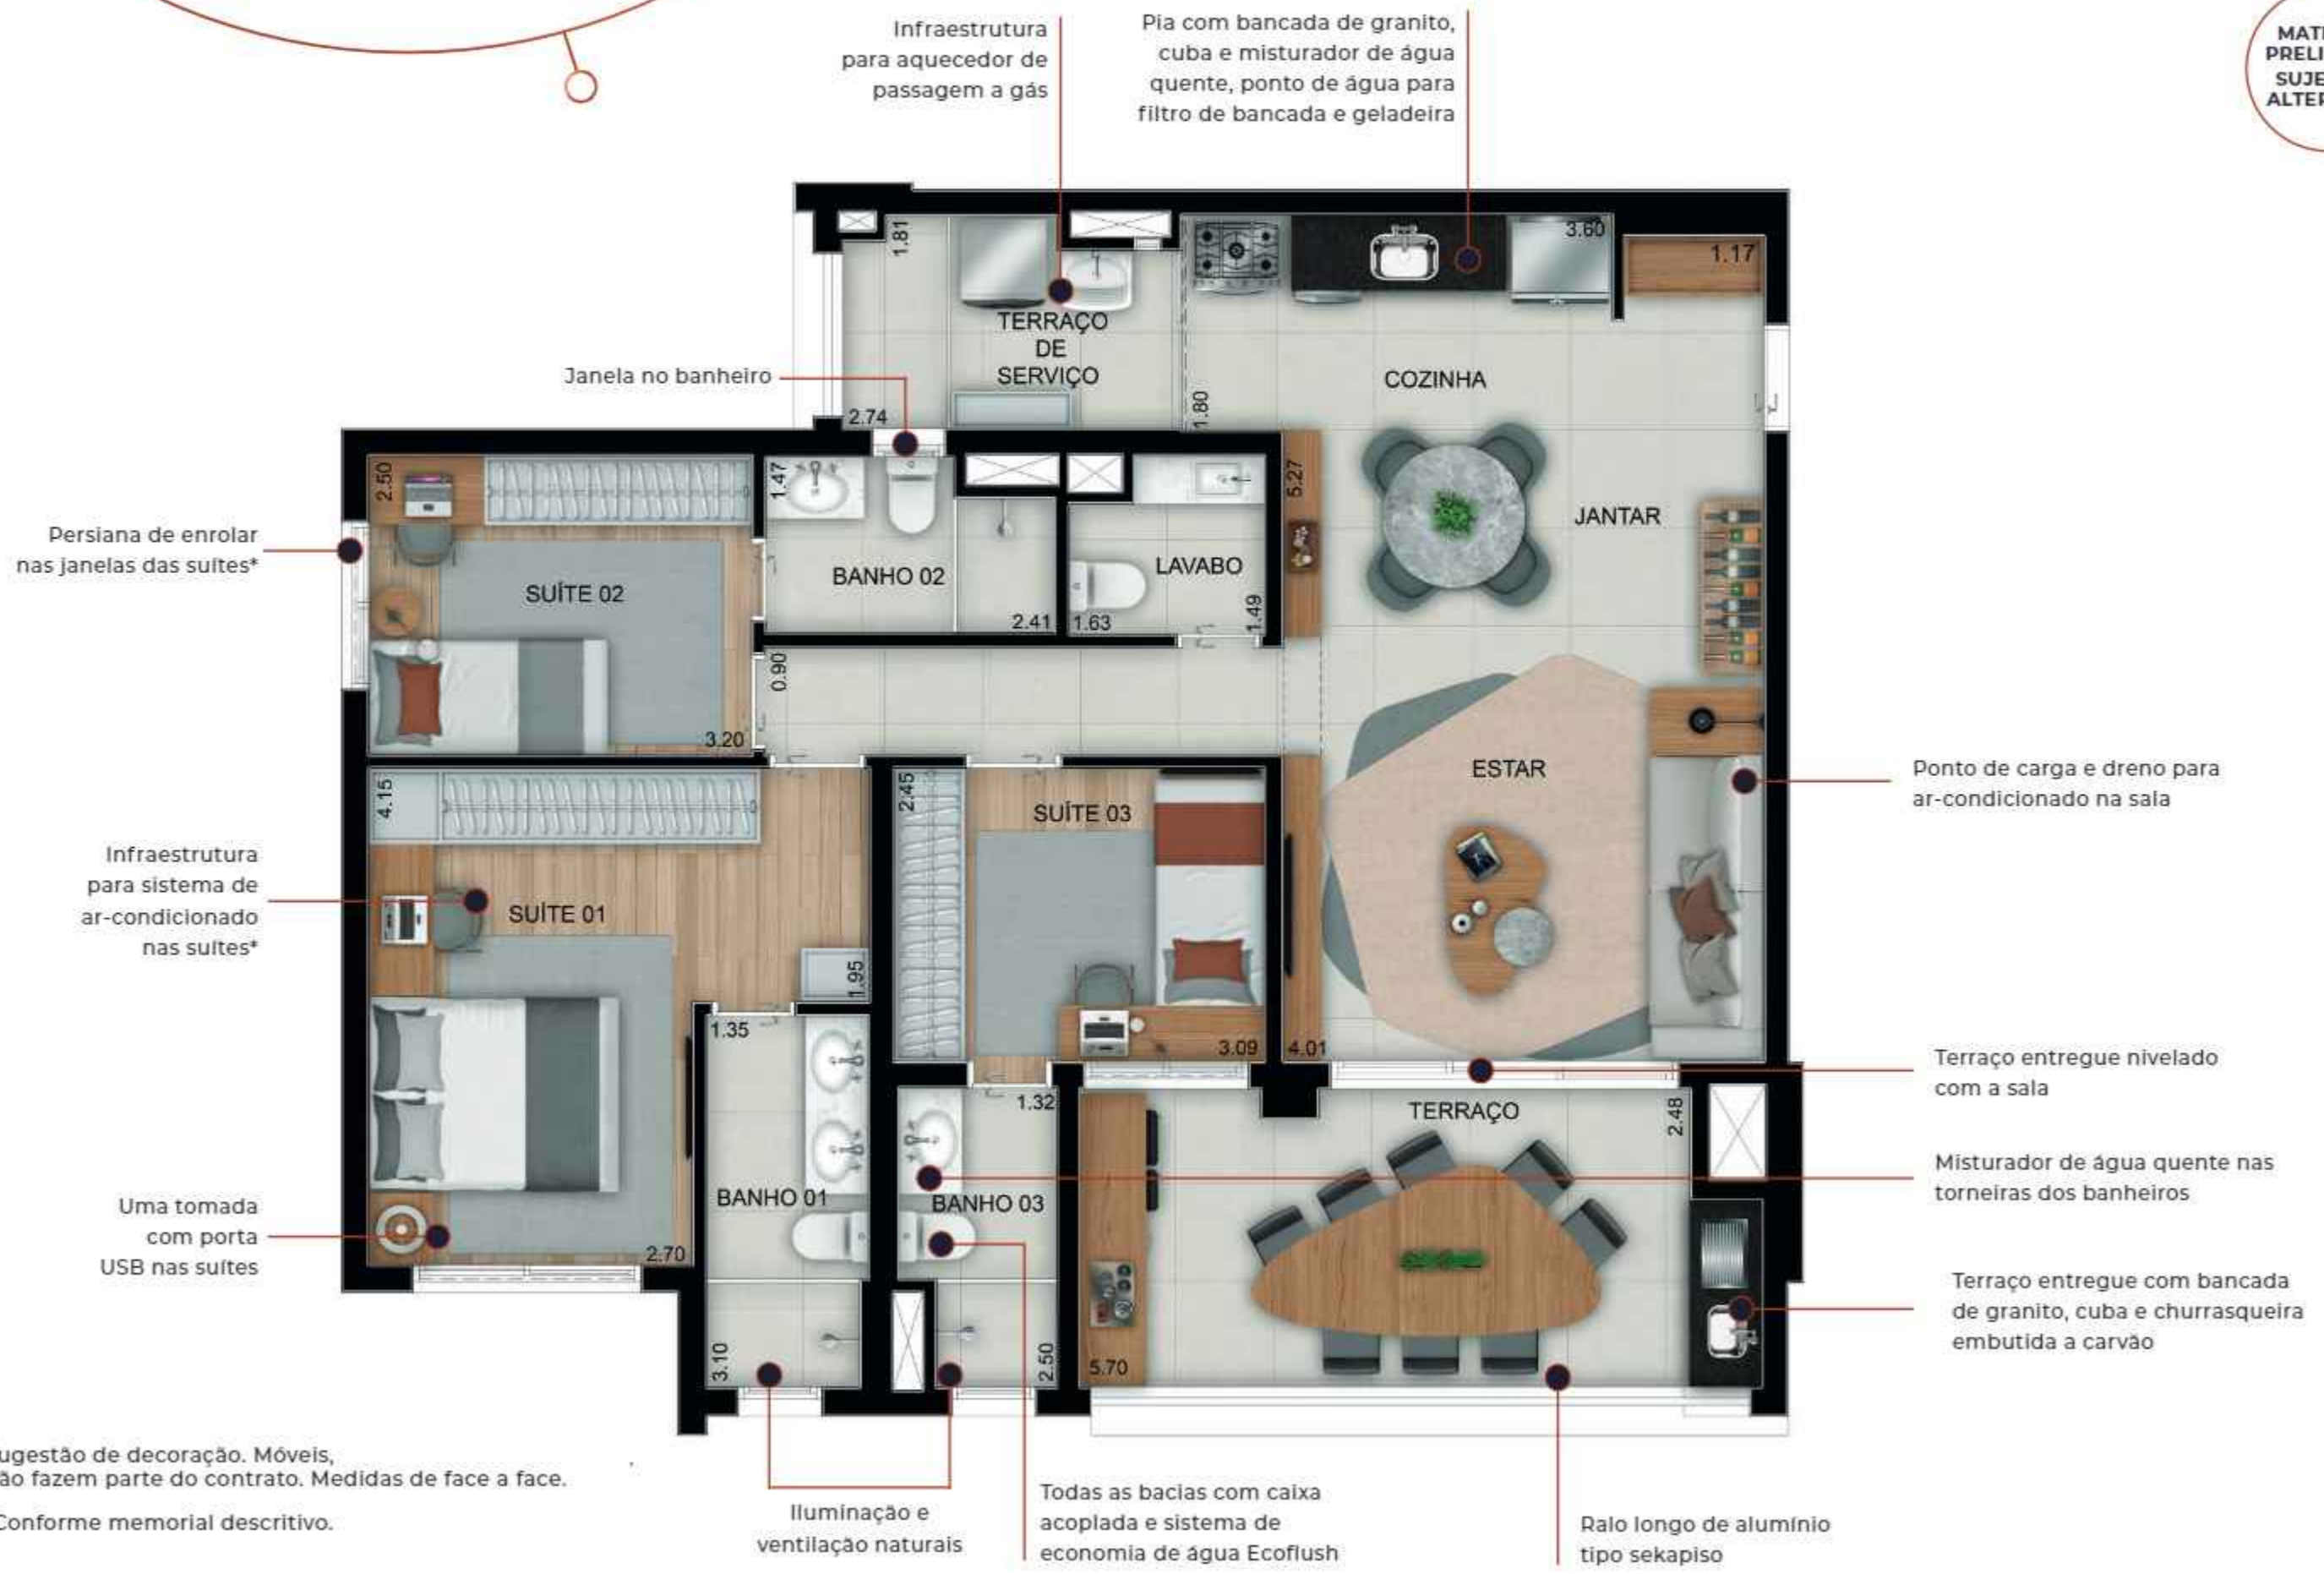 Infraestrutura
para aquecedor de
passagem a gás
Pia com bancada de granito,
cuba e misturador de água
quente, ponto de água para
filtro de bancada e geladeira
1.81
3.60
1.17
TERRAÇO
DE
SERVIÇO
COZINHA
Janela no banheiro
2.74
1.80
2.50
1.47
5.27
JANTAR
Persiana de enrolar
nas janelas das suítes*
SUÍTE 02
BANHO 02
LAVABO
2.41
1.63
1.49
0.90
3.20
ESTAR
Ponto de carga e dreno para
ar-condicionado na sala
4.15
2.45
SUÍTE 03
Infraestrutura
para sistema de
ar-condicionado
nas suítes*
SUÍTE 01
1.95
1.35
3.09
4.01
Terraço entregue nivelado
com a sala
1.32
TERRAÇO
2.48
Misturador de água quente nas
torneiras dos banheiros
BANHO 01
BANHO 03
Uma tomada
com porta
USB nas suítes
2.70
Terraço entregue com bancada
de granito, cuba e churrasqueira
embutida a carvão
3.10
2.50
5.70
decoração. Móveis,
fazem parte do contrato. Medidas de face a face.
Conforme memorial descritivo.
Iluminação e
ventilação naturais
Todas as bacias com caixa
acoplada e sistema de
economia de água Ecoflush
Ralo longo de alumínio
tipo sekapiso